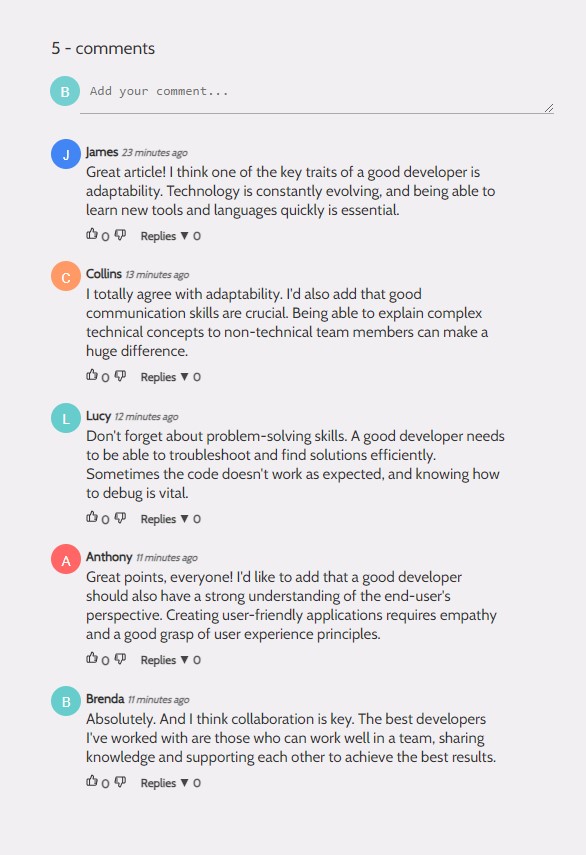 5 - comments
B
Add your comment...
J
James 23 minutes ago
Great article! I think one of the key traits of a good developer is
adaptability. Technology is constantly evolving, and being able to
learn new tools and languages quickly is essential.
0 Replies ▼ 0
C
Collins 13 minutes ago
I totally agree with adaptability. I'd also add that good
communication skills are crucial. Being able to explain complex
technical concepts to non-technical team members can make a
huge difference.
0 Replies ▼ 0
L
Lucy 12 minutes ago
Don't forget about problem-solving skills. A good developer needs
to be able to troubleshoot and find solutions efficiently.
Sometimes the code doesn't work as expected, and knowing how
to debug is vital.
0 Replies ▼ 0
A
Anthony 11 minutes ago
Great points, everyone! I'd like to add that a good developer
should also have a strong understanding of the end-user's
perspective. Creating user-friendly applications requires empathy
and a good grasp of user experience principles.
0 Replies ▼ 0
B
Brenda 11 minutes ago
Absolutely. And I think collaboration is key. The best developers
I've worked with are those who can work well in a team, sharing
knowledge and supporting each other to achieve the best results.
0 Replies ▼ 0